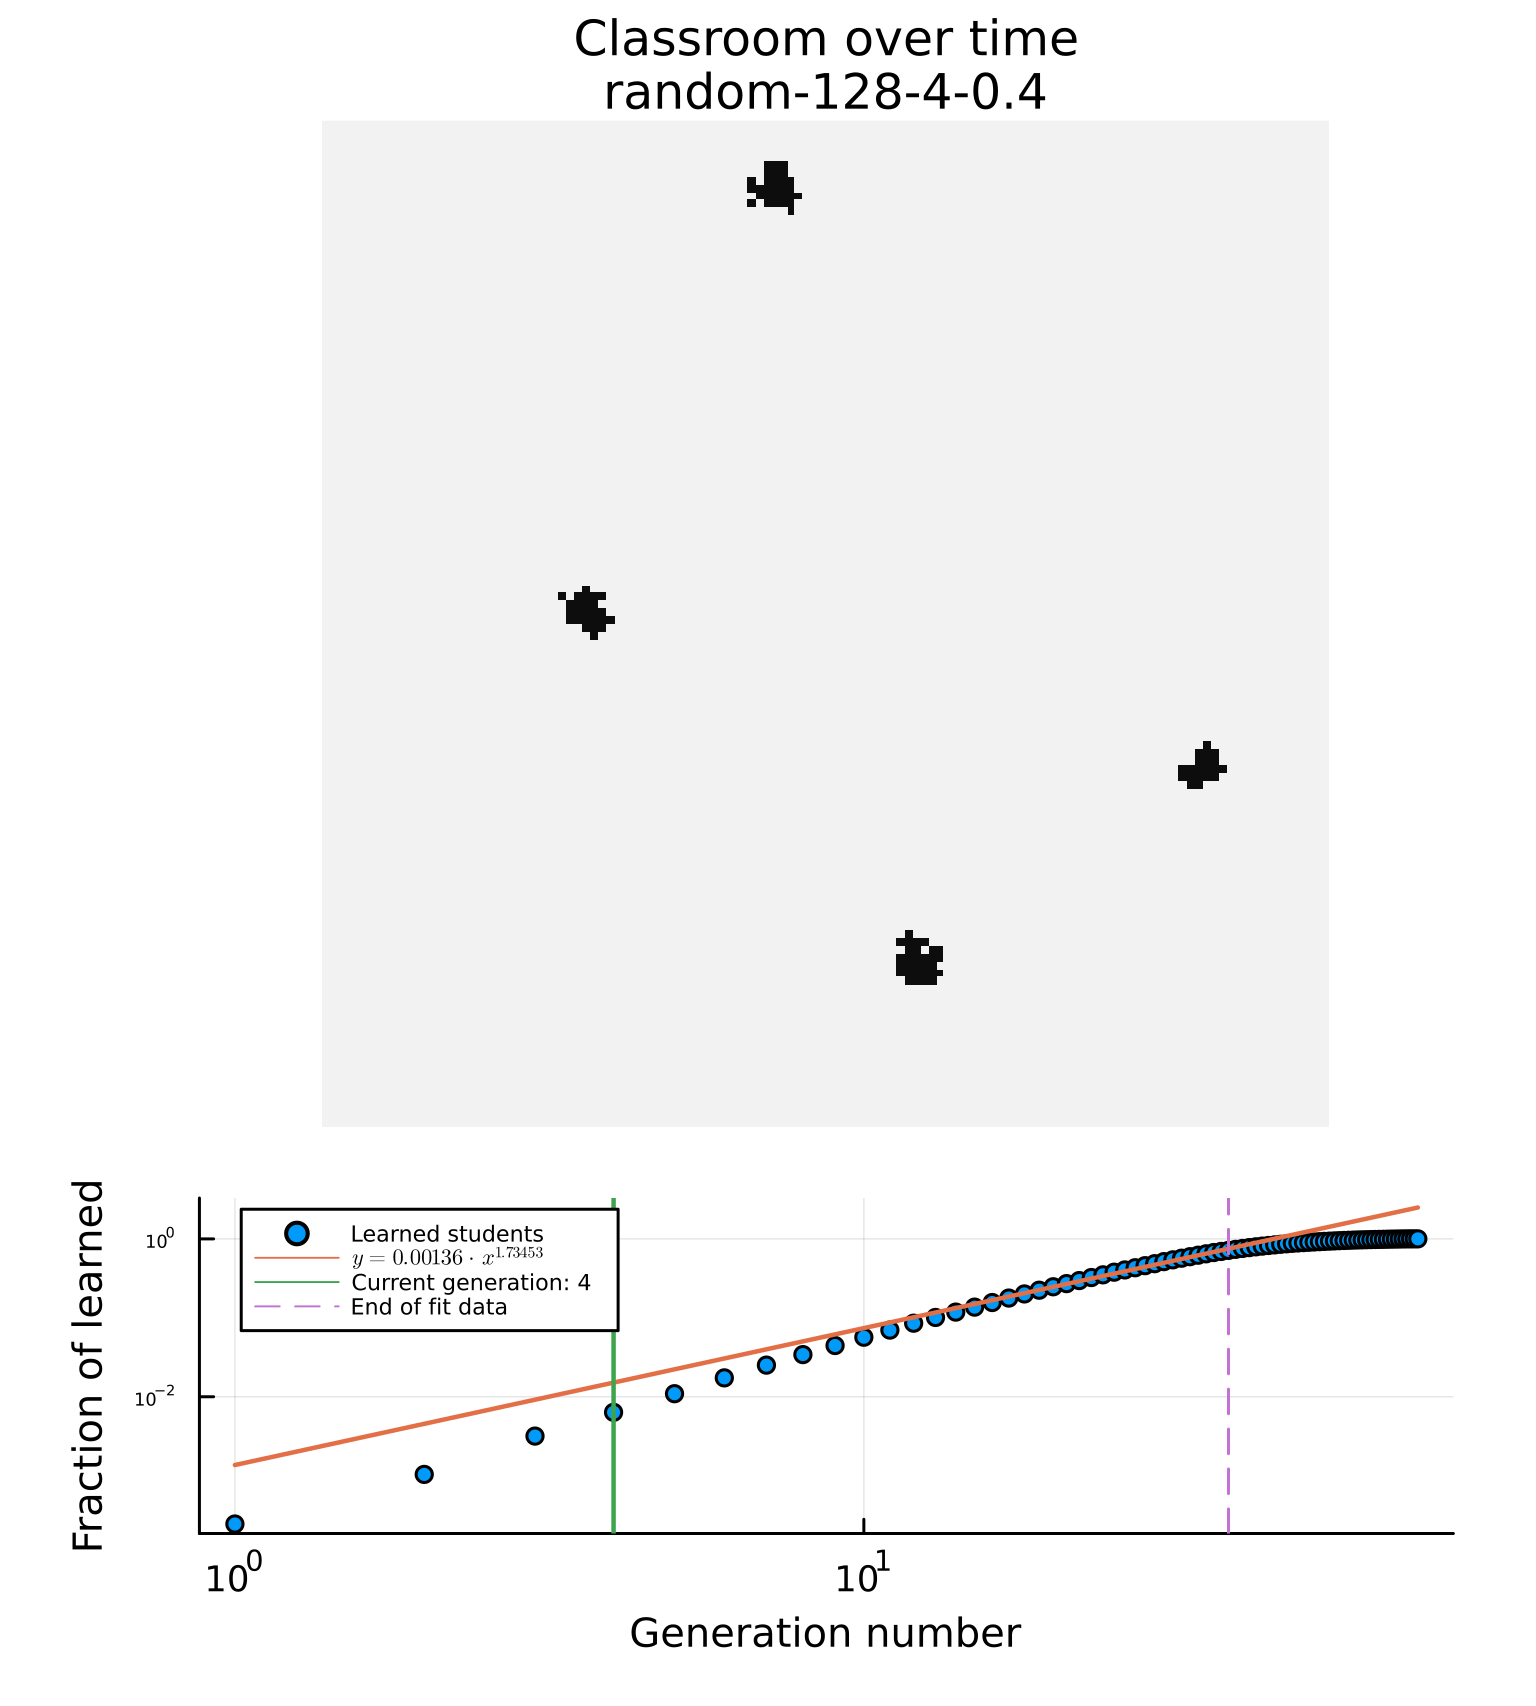 Classroom over time
random-128-4-0.4
Fraction of learned
10^0
10^−2
Learned students
y = 0.00136 · x^1.73453
Current generation: 4
End of fit data
10^0
10^1
Generation number